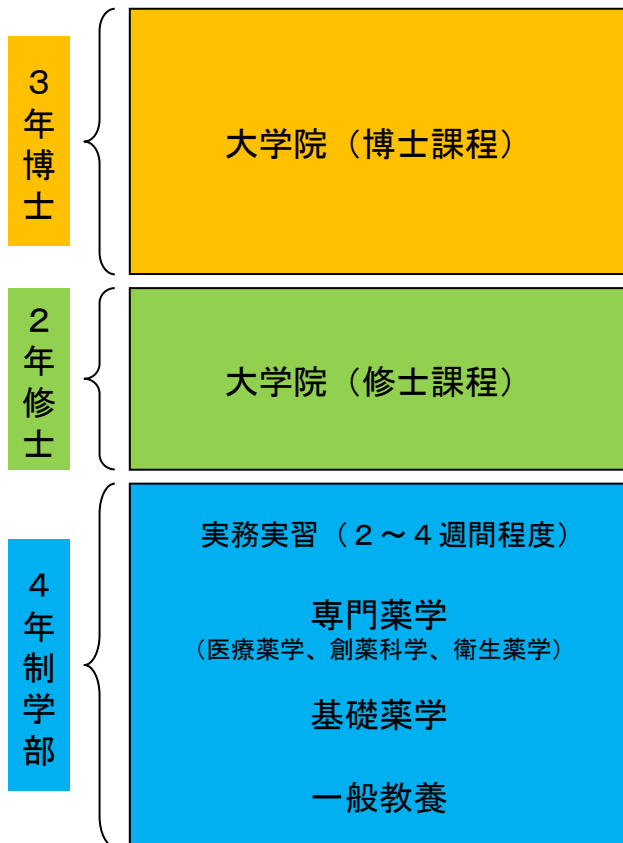 3年博士
大学院（博士課程）
2年修士
大学院（修士課程）
4年制学部
実務実習（２～４週間程度）
専門薬学
（医療薬学、創薬科学、衛生薬学）
基礎薬学
一般教養